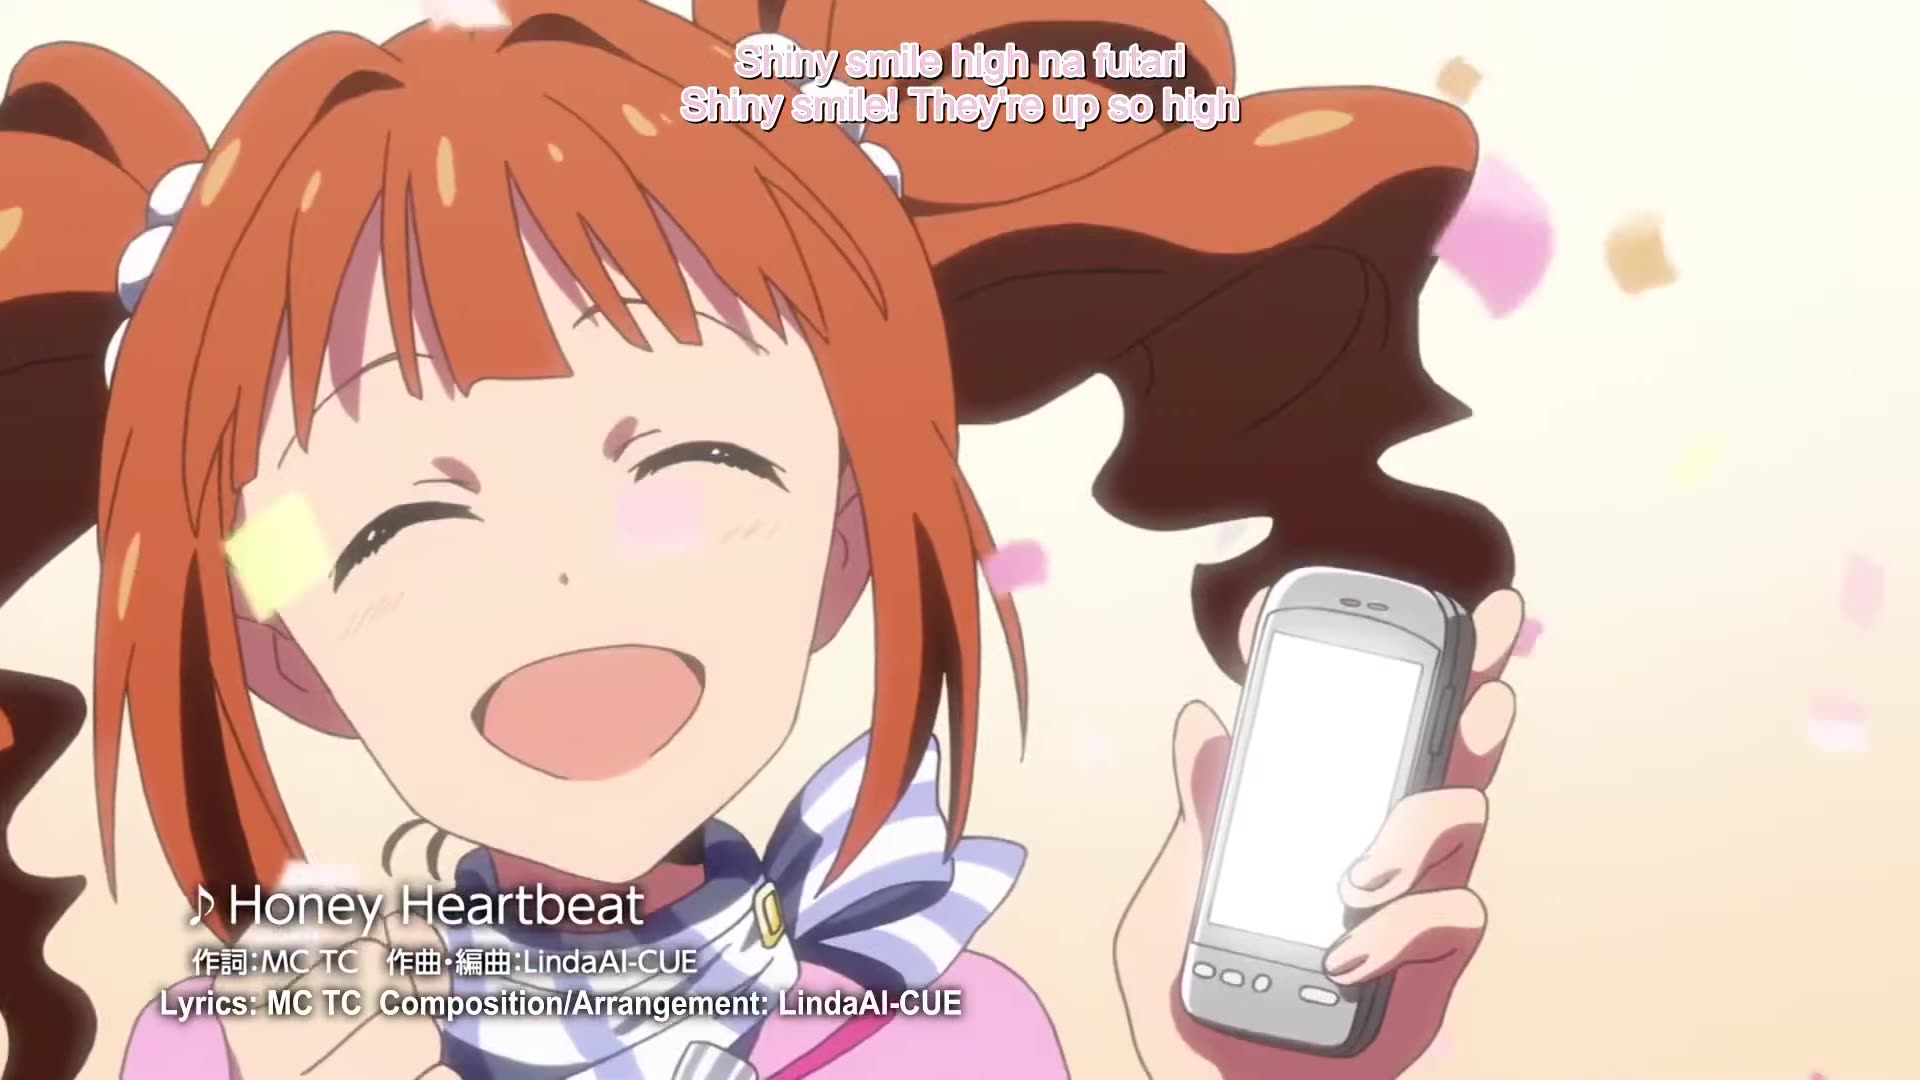 Shiny smile high na futari
Shiny smile! They're up so high
♪Honey Heartbeat
作詞:MC TC 作曲・編曲:LindaAI-CUE
Lyrics: MC TC Composition/Arrangement: LindaAI-CUE